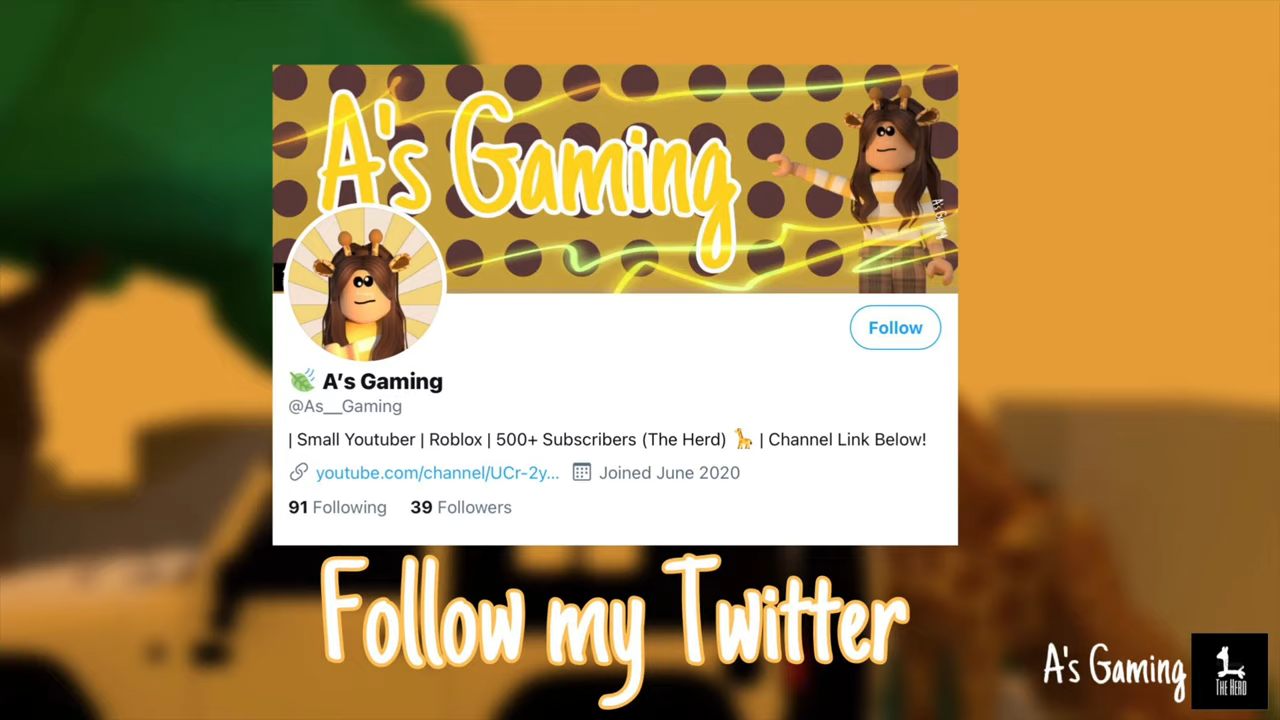 A's Gaming
A's Gaming
🍃 A's Gaming
@As__Gaming
| Small Youtuber | Roblox | 500+ Subscribers (The Herd) 🦒 | Channel Link Below!
youtube.com/channel/UCr-2y... Joined June 2020
91 Following 39 Followers
Follow
Follow my Twitter
A's Gaming
THE HERD